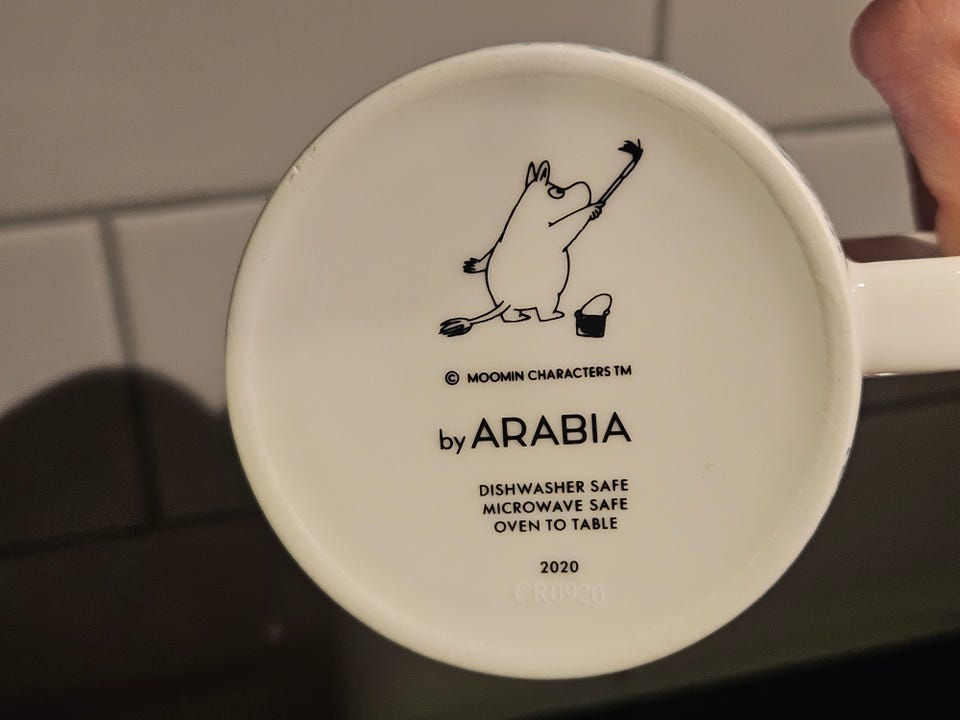 © MOOMIN CHARACTERS TM
by ARABIA
DISHWASHER SAFE
MICROWAVE SAFE
OVEN TO TABLE
2020
CR0920